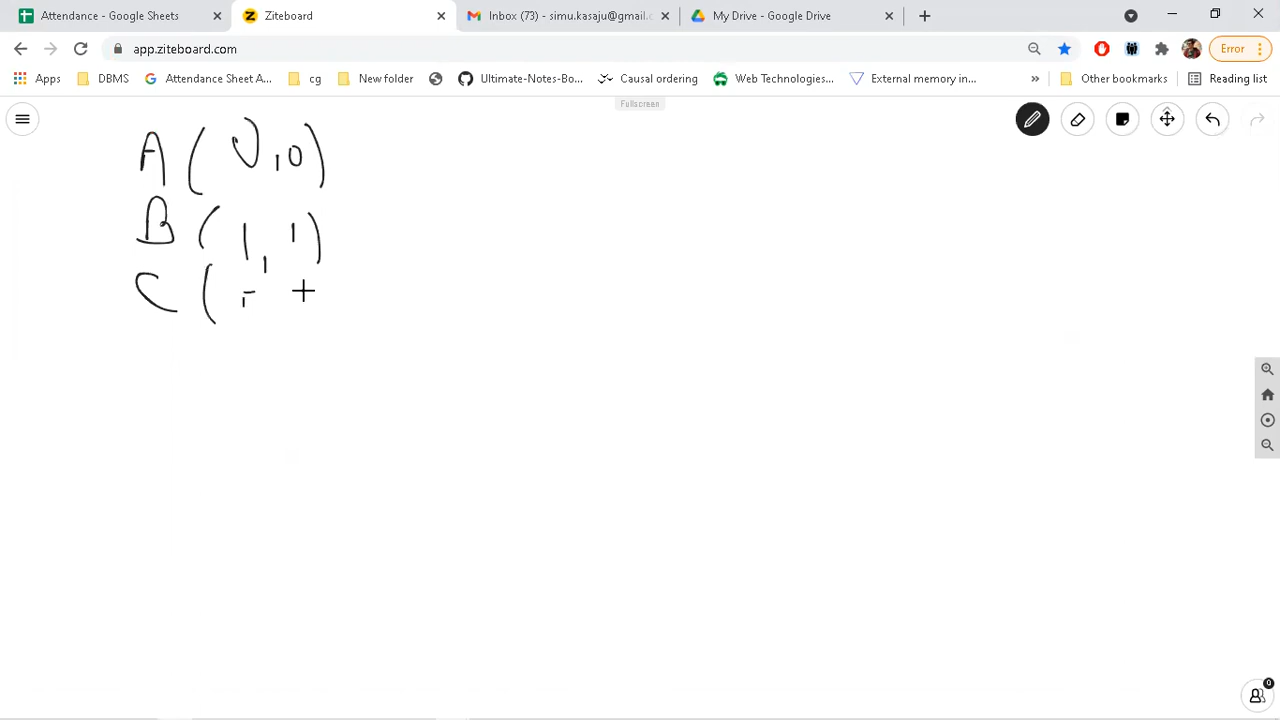 Attendance - Google Sheets
Ziteboard
Inbox (73) - simu.kasaju@gmail.c
My Drive - Google Drive
app.ziteboard.com
Error
Apps
DBMS
Attendance Sheet A...
cg
New folder
Ultimate-Notes-Bo...
Causal ordering
Web Technologies...
External memory in...
»
Other bookmarks
Reading list
Fullscreen
A ( 0 , 0 )
B ( 1 , 1 )
C (
0